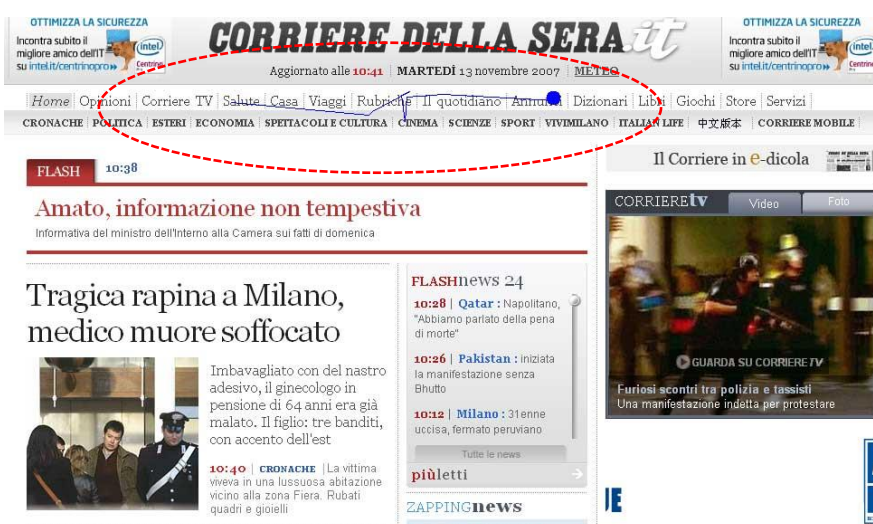 OTTIMIZZA LA SICUREZZA
Incontra subito il
migliore amico dell'IT
su intel.it/centrinopro
intel
Centrino
CORRIERE DELLA SERA.it
Aggiornato alle 10:41 | MARTEDÌ 13 novembre 2007 | METEO
OTTIMIZZA LA SICUREZZA
Incontra subito il
migliore amico dell'IT
su intel.it/centrinopro
intel
Home | Opinioni | Corriere TV | Salute | Casa | Viaggi | Rubriche | Il quotidiano | Annunci | Dizionari | Libri | Giochi | Store | Servizi
CRONACHE | POLITICA | ESTERI | ECONOMIA | SPETTACOLI E CULTURA | CINEMA | SCIENZE | SPORT | VIVIMILANO | ITALIAN LIFE | 中文版本 | CORRIERE MOBILE
FLASH 10:38
Amato, informazione non tempestiva
Informativa del ministro dell'Interno alla Camera sui fatti di domenica
Tragica rapina a Milano,
medico muore soffocato
Imbavagliato con del nastro
adesivo, il ginecologo in
pensione di 64 anni era già
malato. Il figlio: tre banditi,
con accento dell'est
10:40 | CRONACHE | La vittima
viveva in una lussuosa abitazione
vicino alla zona Fiera. Rubati
quadri e gioielli
FLASHnews 24
10:28 | Qatar : Napolitano,
"Abbiamo parlato della pena
di morte"
10:26 | Pakistan : iniziata
la manifestazione senza
Bhutto
10:12 | Milano : 31enne
uccisa, fermato peruviano
Tutte le news
piùletti
ZAPPINGnews
Il Corriere in e-dicola
CORRIERETV Video Foto
GUARDA SU CORRIERE TV
Furiosi scontri tra polizia e tassisti
Una manifestazione indetta per protestare